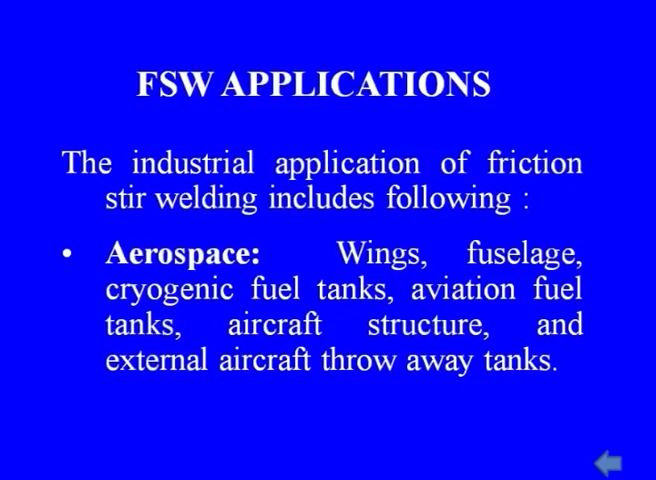 FSW APPLICATIONS
The industrial application of friction
stir welding includes following :
• Aerospace: Wings, fuselage,
cryogenic fuel tanks, aviation fuel
tanks, aircraft structure, and
external aircraft throw away tanks.